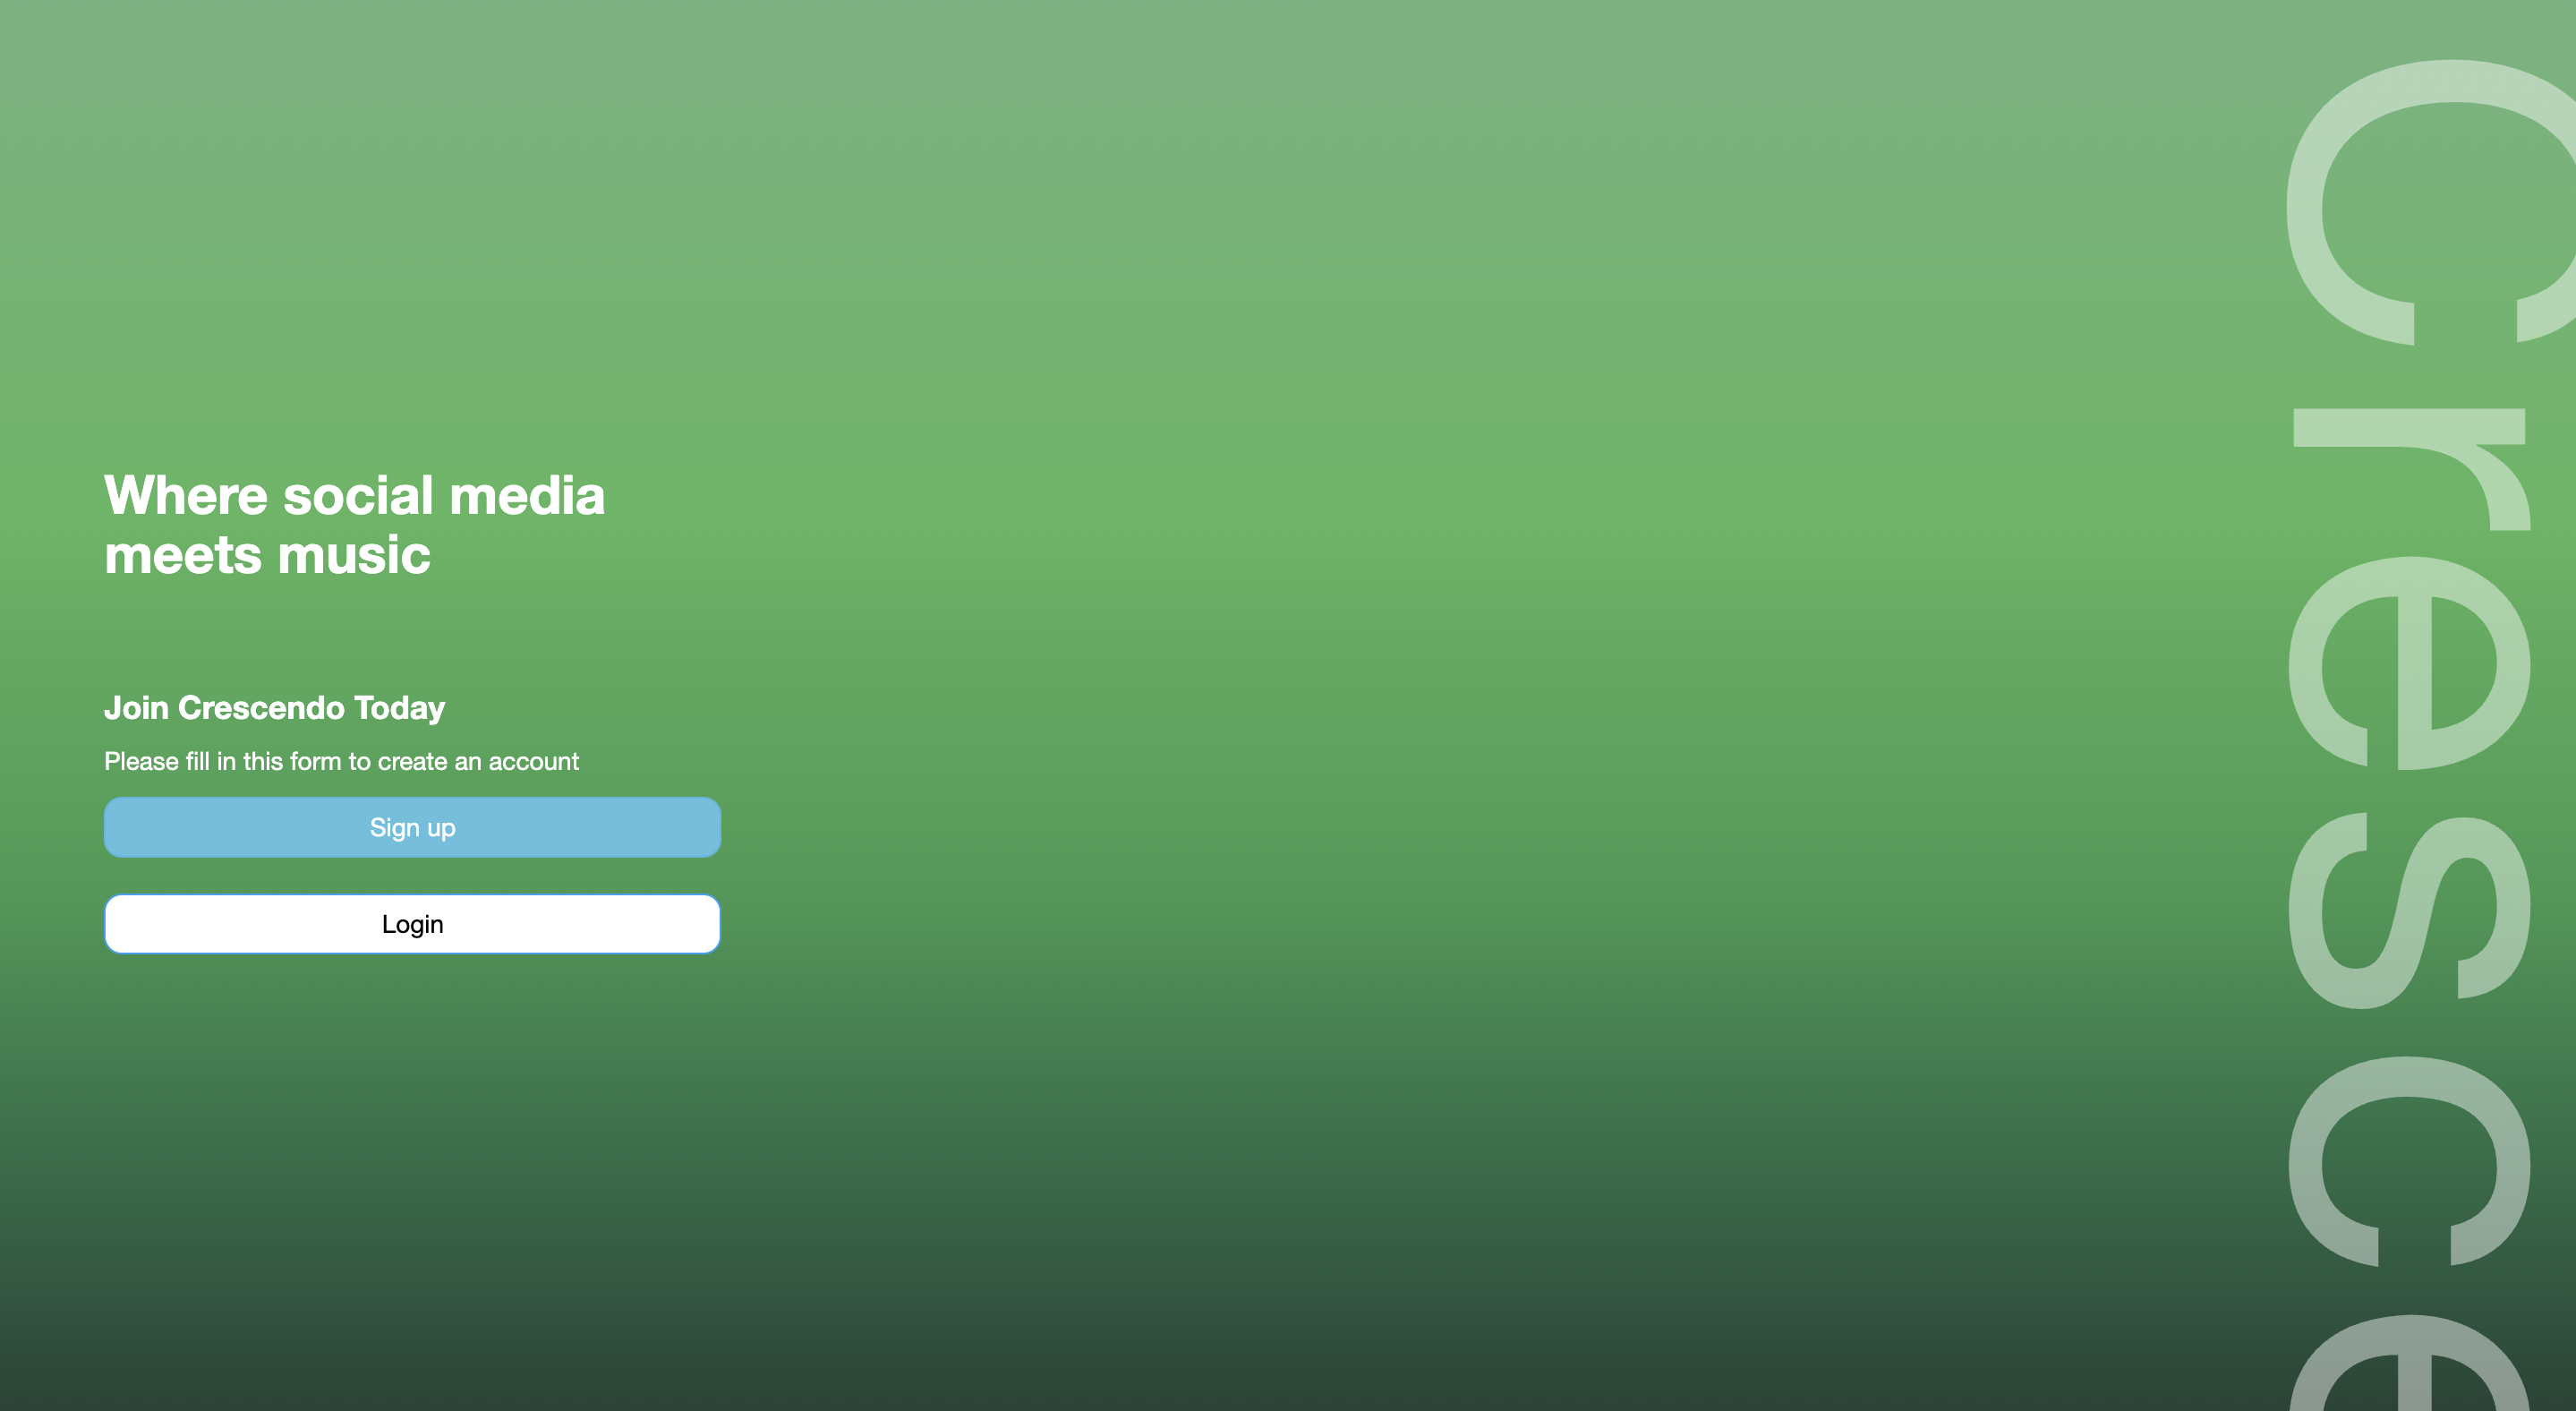 Where social media
meets music
Join Crescendo Today
Please fill in this form to create an account
Sign up
Login
Cresce